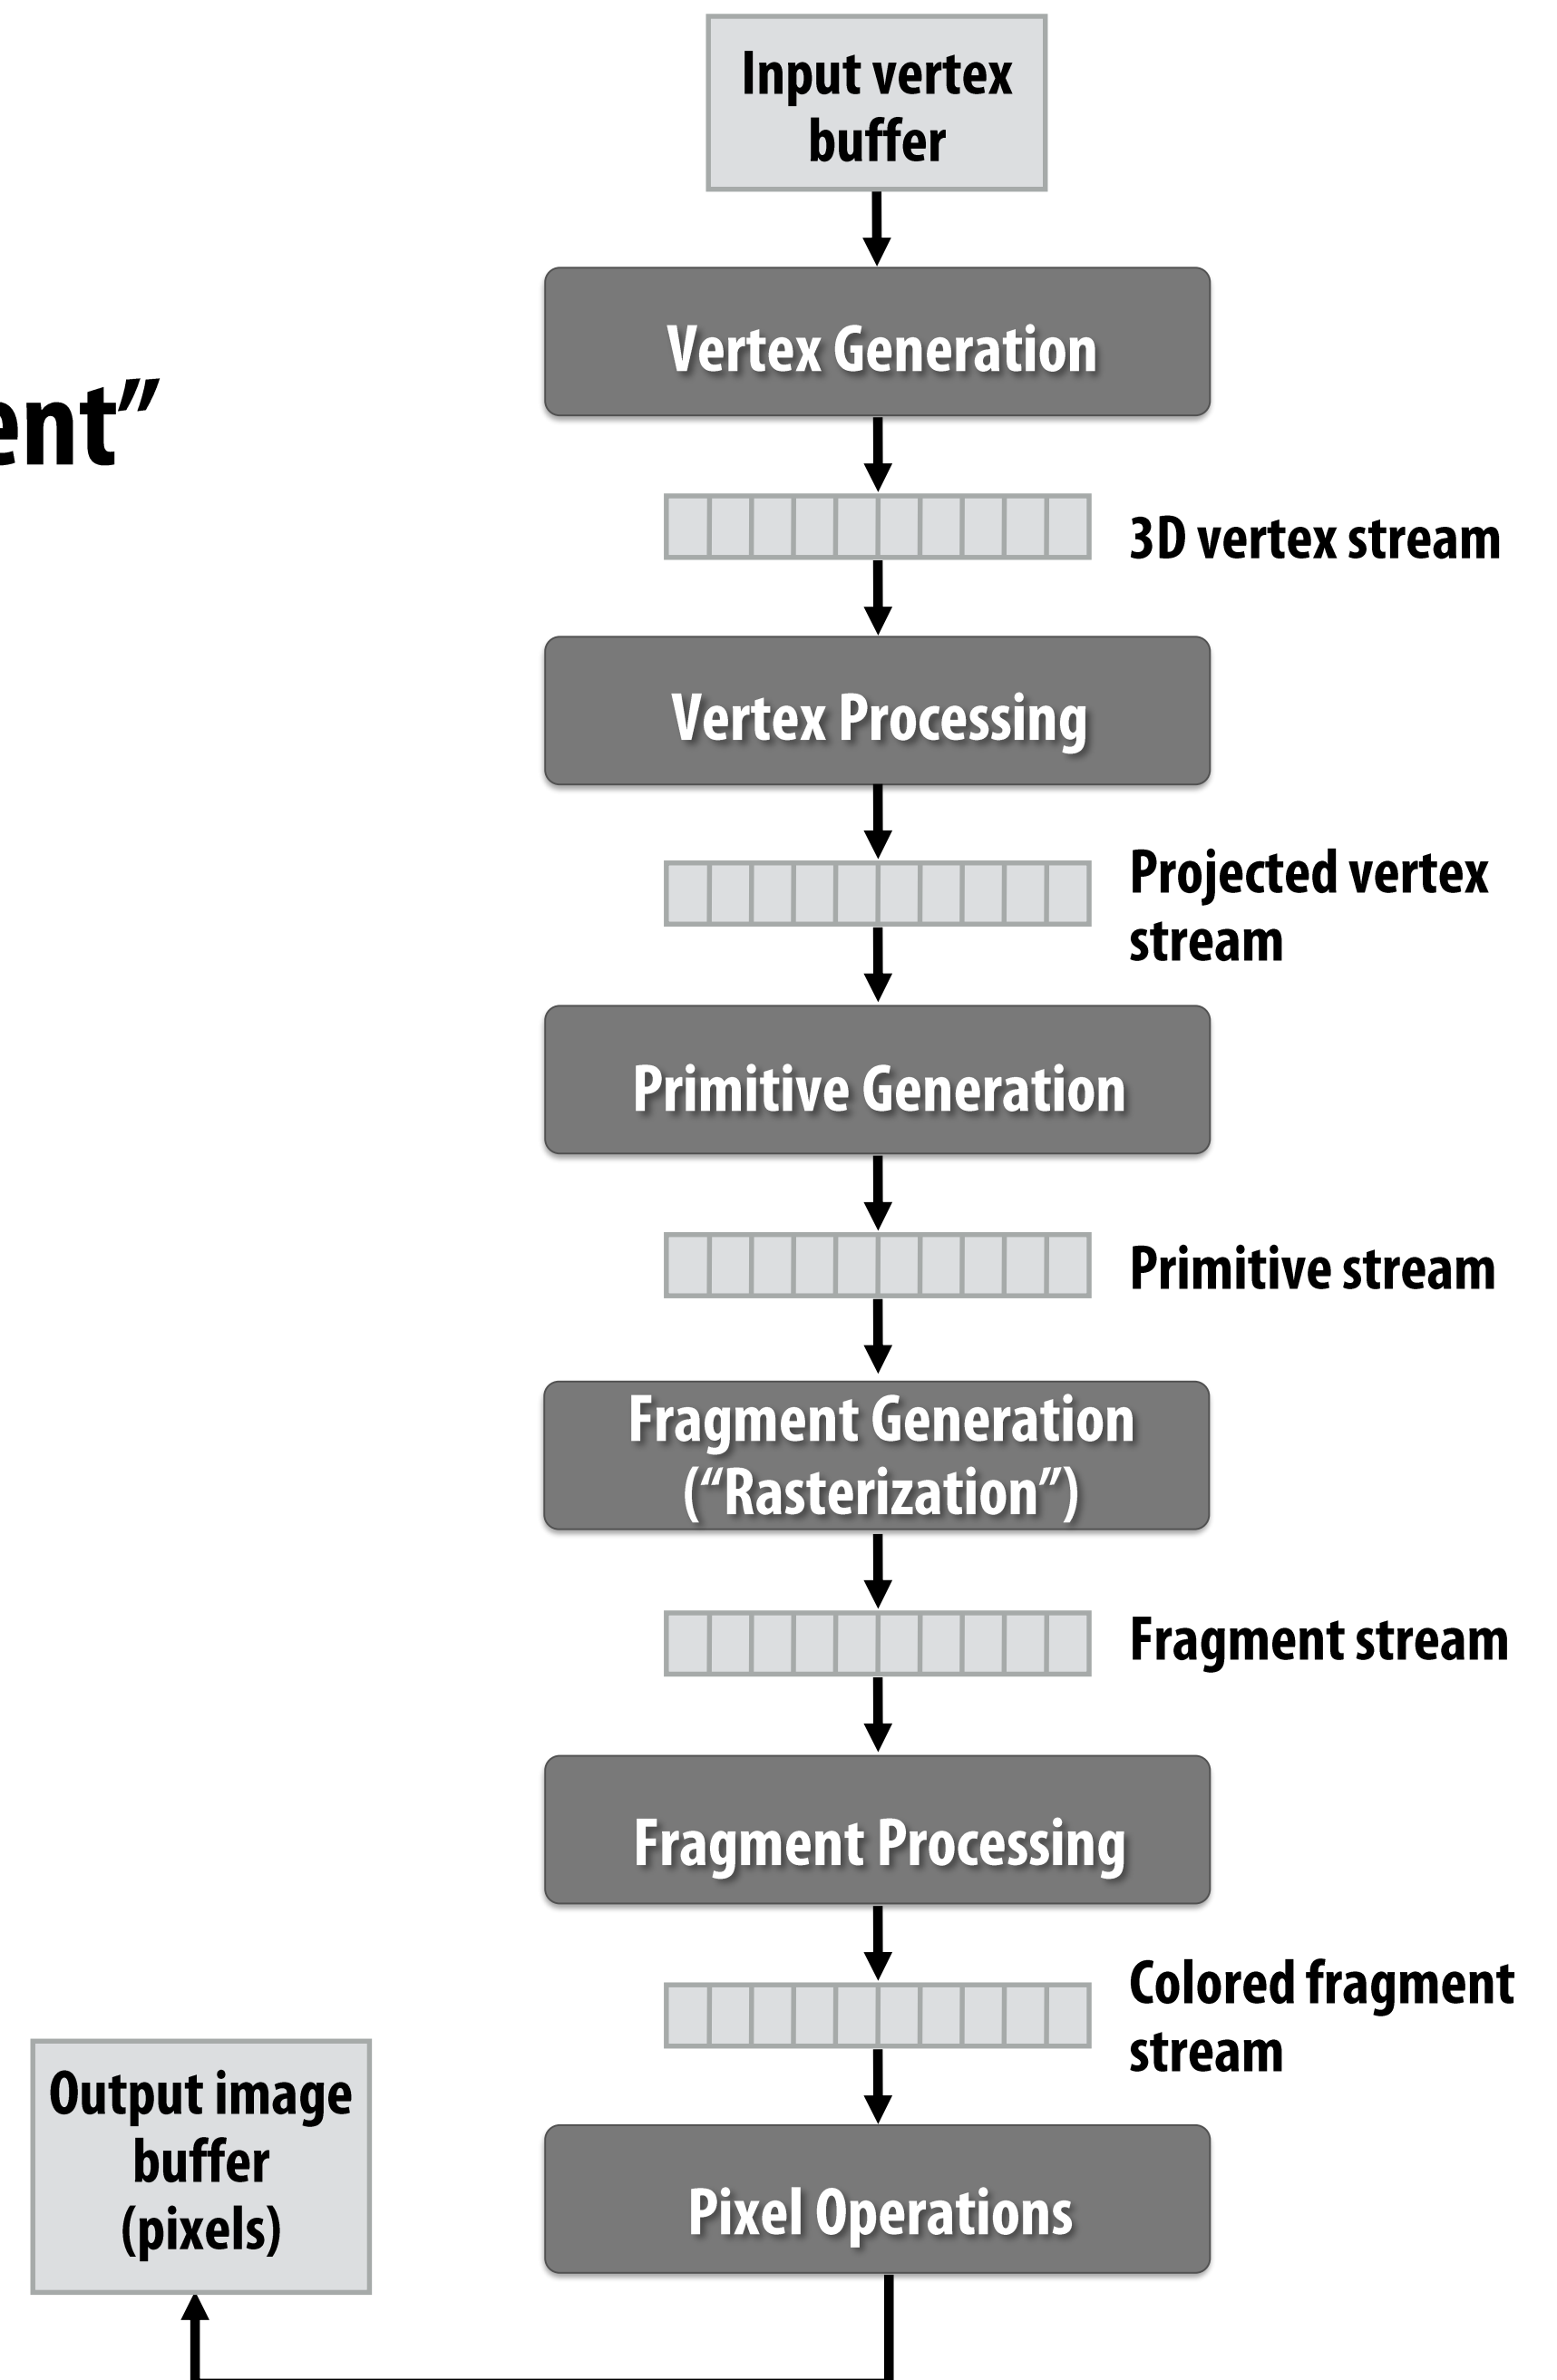 Input vertex
buffer
Vertex Generation
ent”
3D vertex stream
Vertex Processing
Projected vertex
stream
Primitive Generation
Primitive stream
Fragment Generation
(“Rasterization”)
Fragment stream
Fragment Processing
Colored fragment
stream
Output image
buffer
(pixels)
Pixel Operations